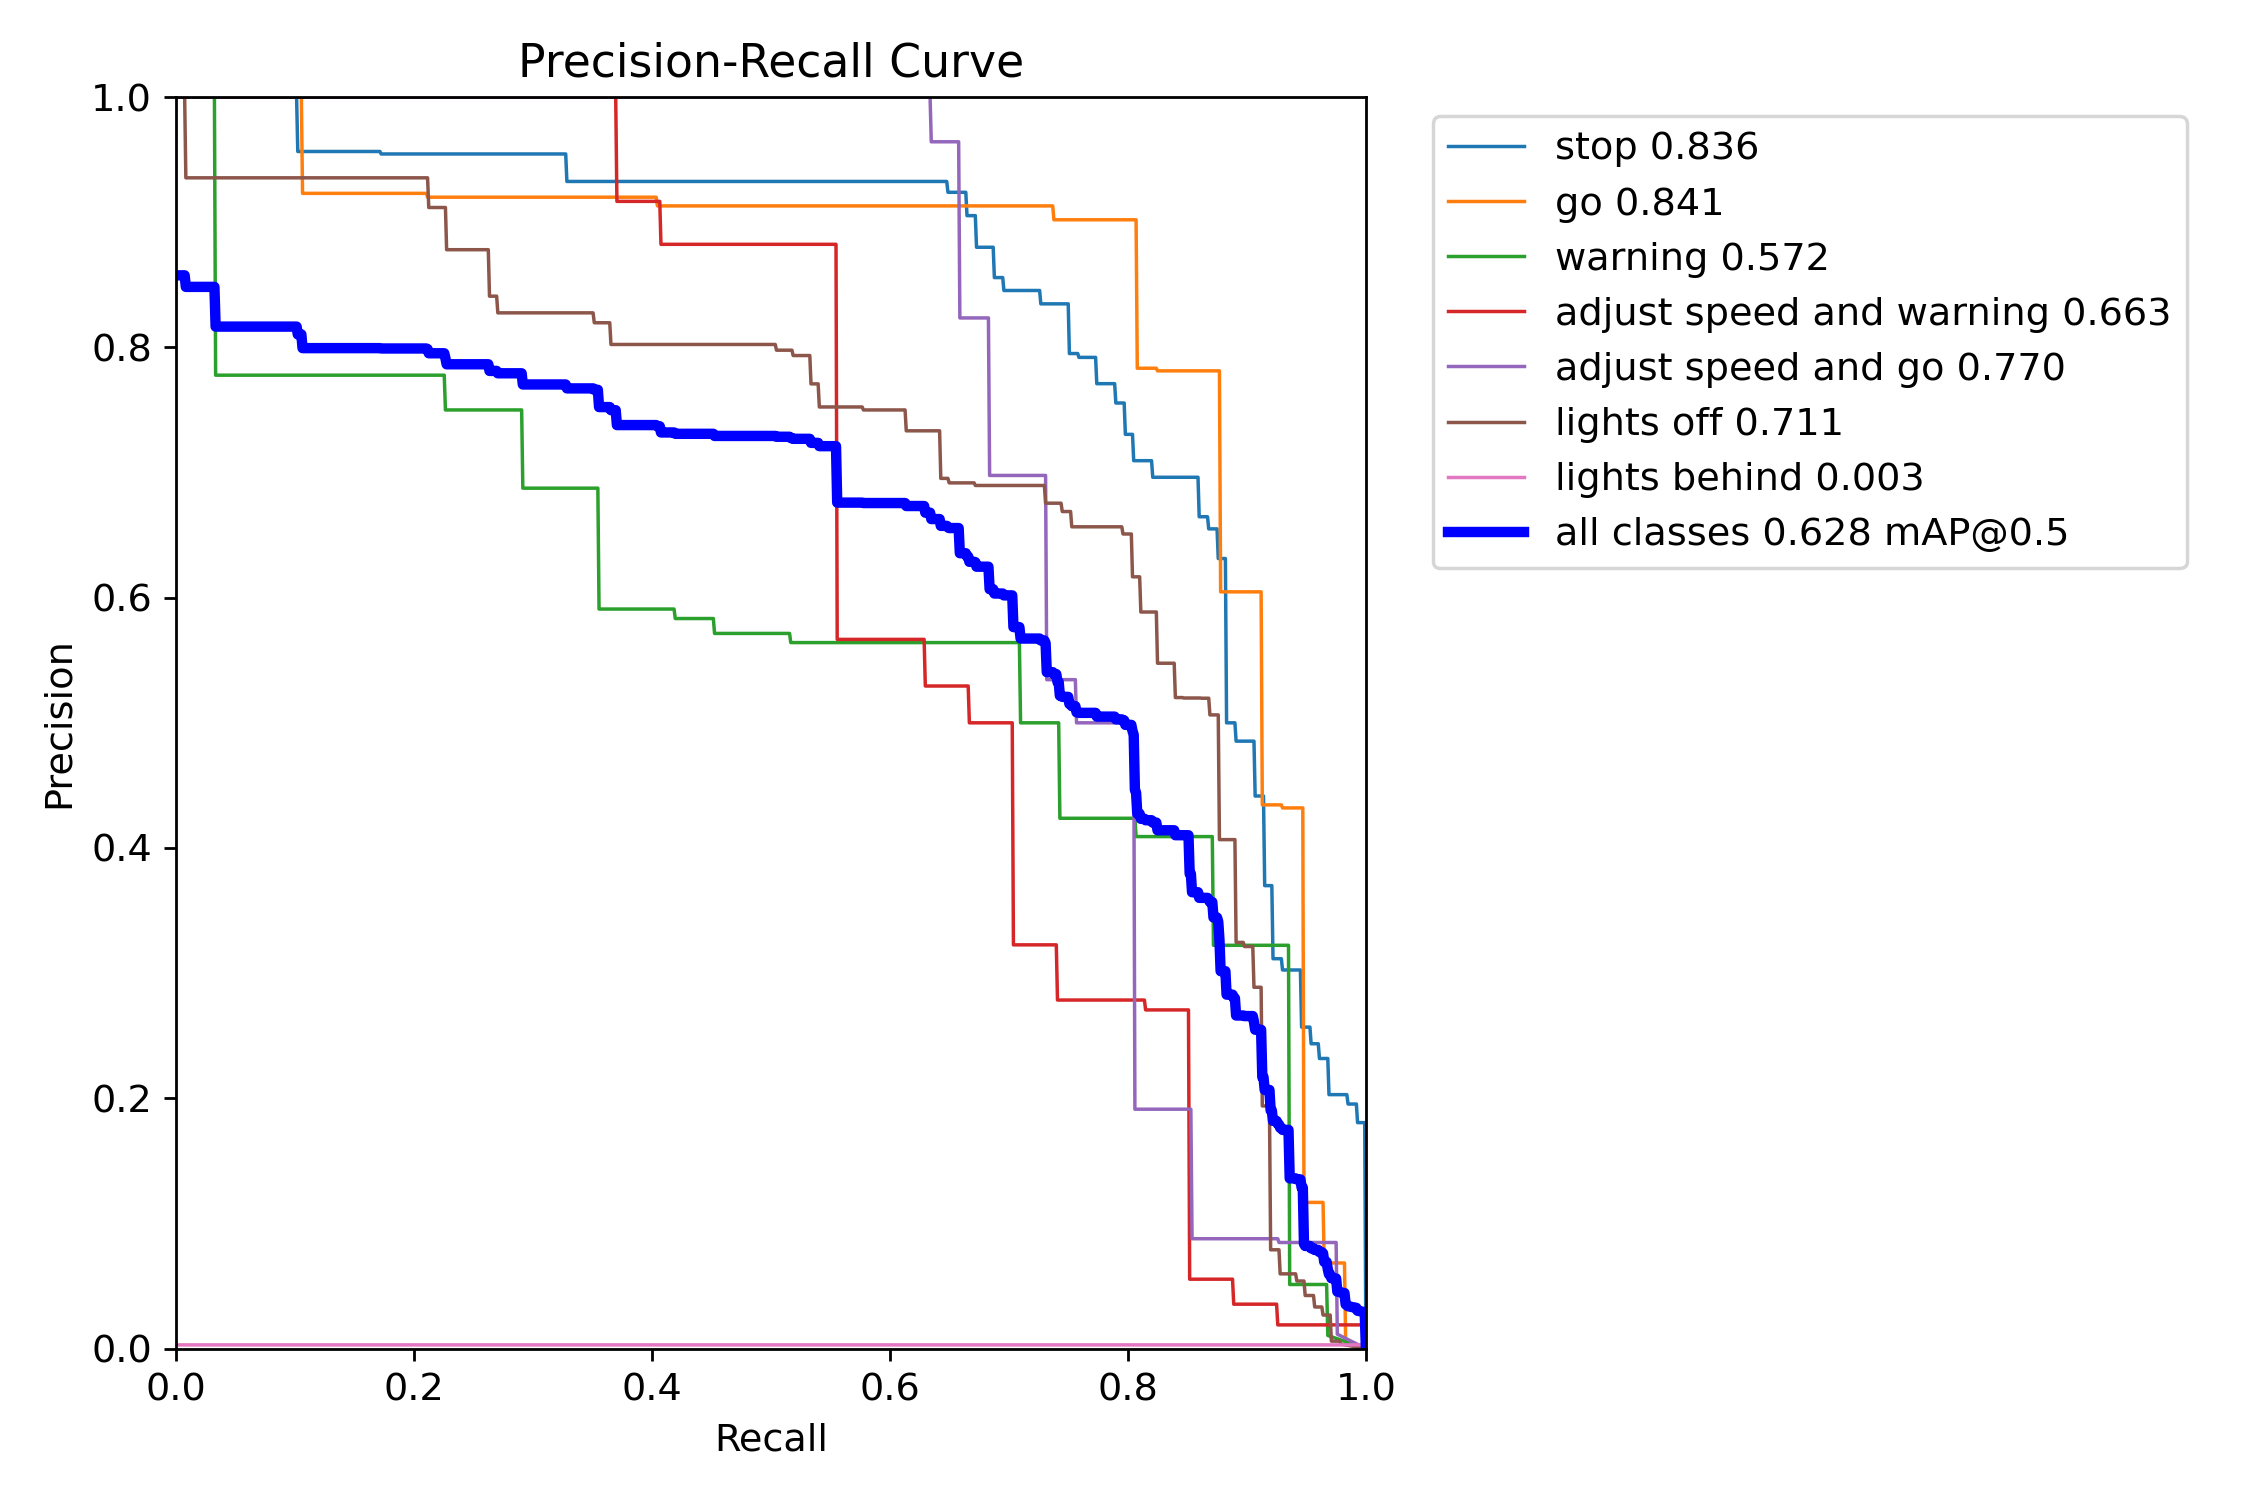 Precision-Recall Curve
1.0
0.8
0.6
0.4
0.2
0.0
Precision
0.0 0.2 0.4 0.6 0.8 1.0
Recall
stop 0.836
go 0.841
warning 0.572
adjust speed and warning 0.663
adjust speed and go 0.770
lights off 0.711
lights behind 0.003
all classes 0.628 mAP@0.5